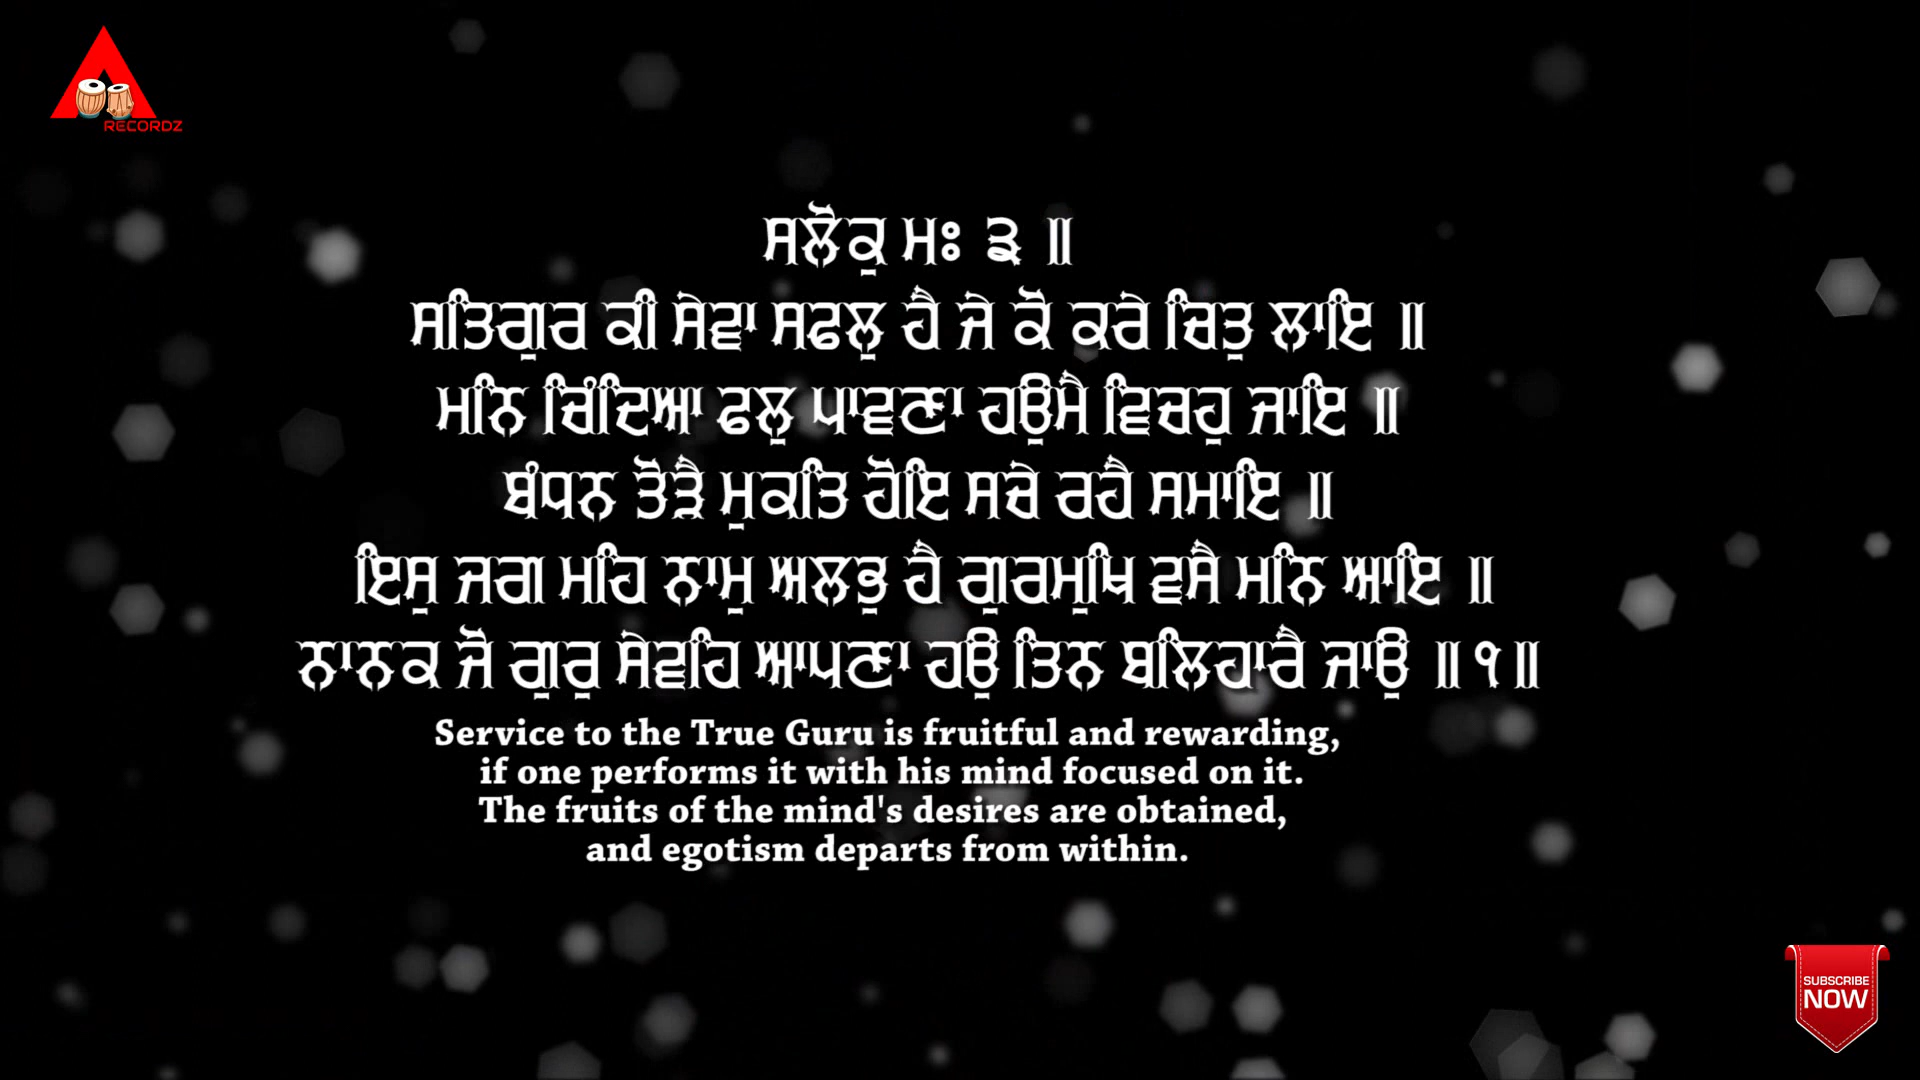 RECORDZ
ਸਲੋਕੁ ਮਃ ੩ ॥
ਸਤਿਗੁਰ ਕੀ ਸੇਵਾ ਸਫਲੁ ਹੈ ਜੇ ਕੋ ਕਰੇ ਚਿਤੁ ਲਾਇ ॥
ਮਨਿ ਚਿੰਦਿਆ ਫਲੁ ਪਾਵਣਾ ਹਉਮੈ ਵਿਚਹੁ ਜਾਇ ॥
ਬੰਧਨ ਤੋੜੈ ਮੁਕਤਿ ਹੋਇ ਸਚੇ ਰਹੈ ਸਮਾਇ ॥
ਇਸੁ ਜਗ ਮਹਿ ਨਾਮੁ ਅਲਭੁ ਹੈ ਗੁਰਮੁਖਿ ਵਸੈ ਮਨਿ ਆਇ ॥
ਨਾਨਕ ਜੋ ਗੁਰੁ ਸੇਵਹਿ ਆਪਣਾ ਹਉ ਤਿਨ ਬਲਿਹਾਰੈ ਜਾਉ ॥੧॥
Service to the True Guru is fruitful and rewarding,
if one performs it with his mind focused on it.
The fruits of the mind's desires are obtained,
and egotism departs from within.
SUBSCRIBE
NOW